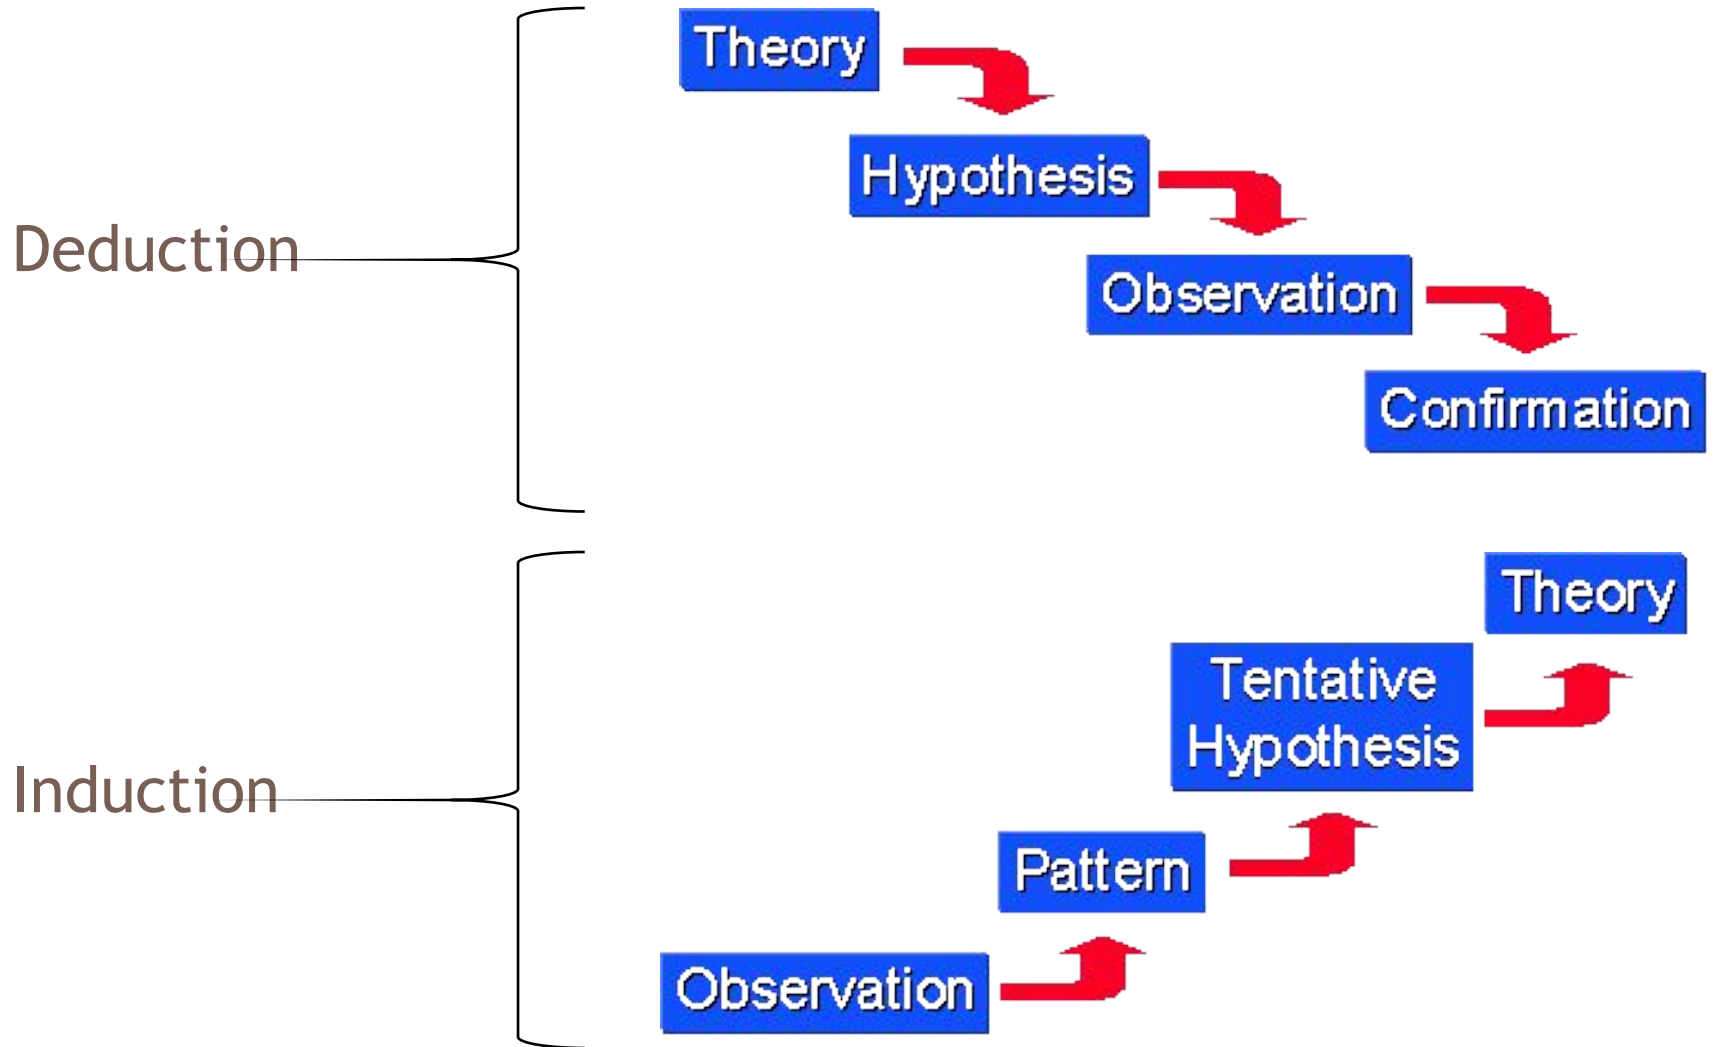 Theory
Hypothesis
Deduction
Observation
Confirmation
Theory
Tentative
Hypothesis
Induction
Pattern
Observation